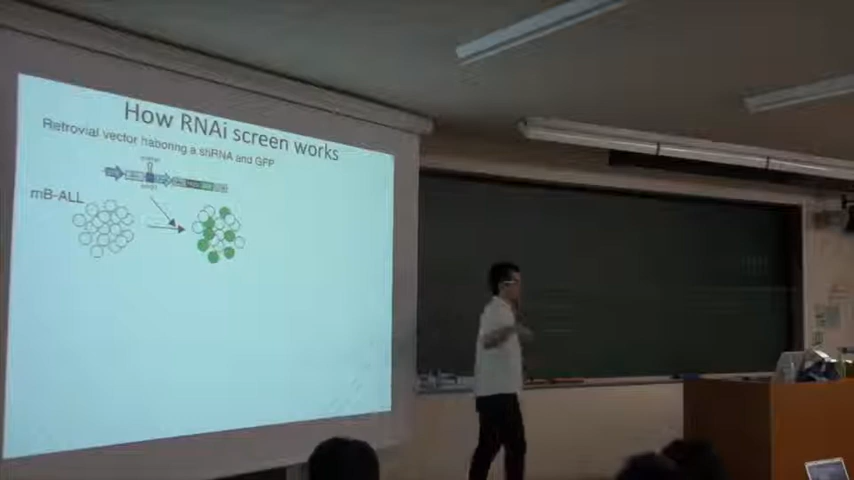 How RNAi screen works
Retrovial vector haboring a shRNA and GFP
mB-ALL